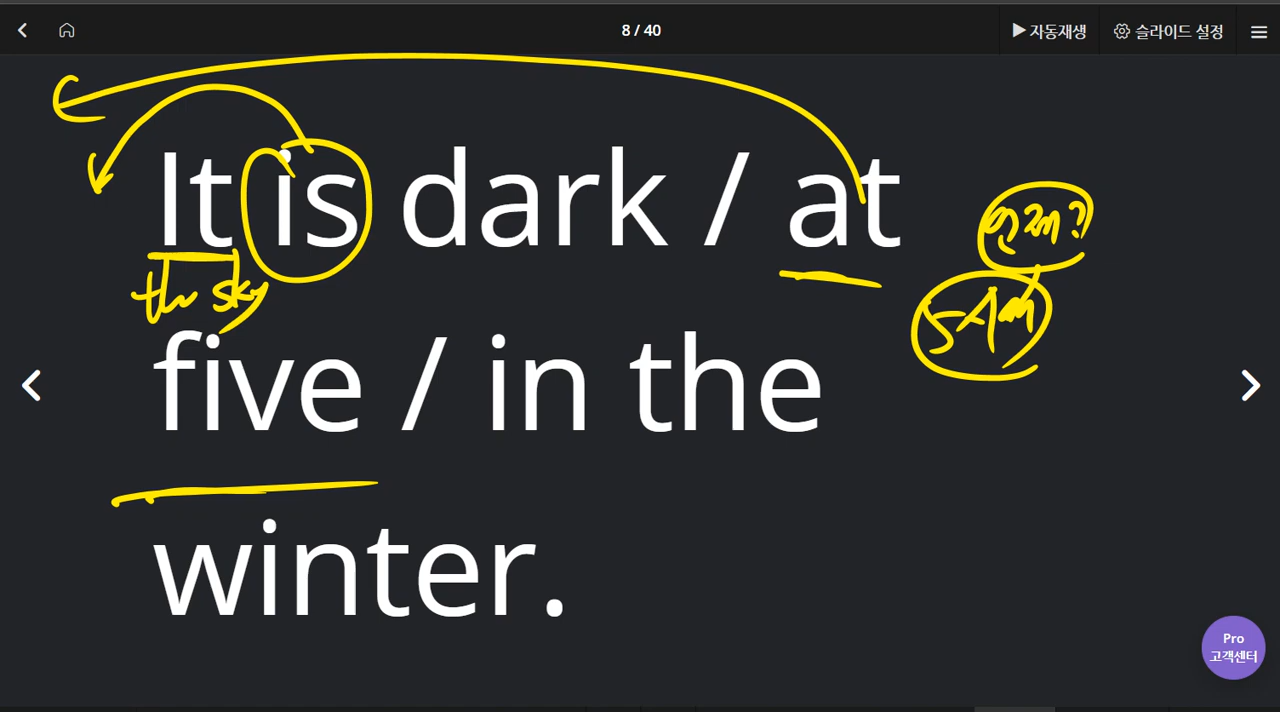 8 / 40
자동재생
슬라이드 설정
It is dark / at
the sky
언제?
5AM
five / in the
winter.
Pro
고객센터